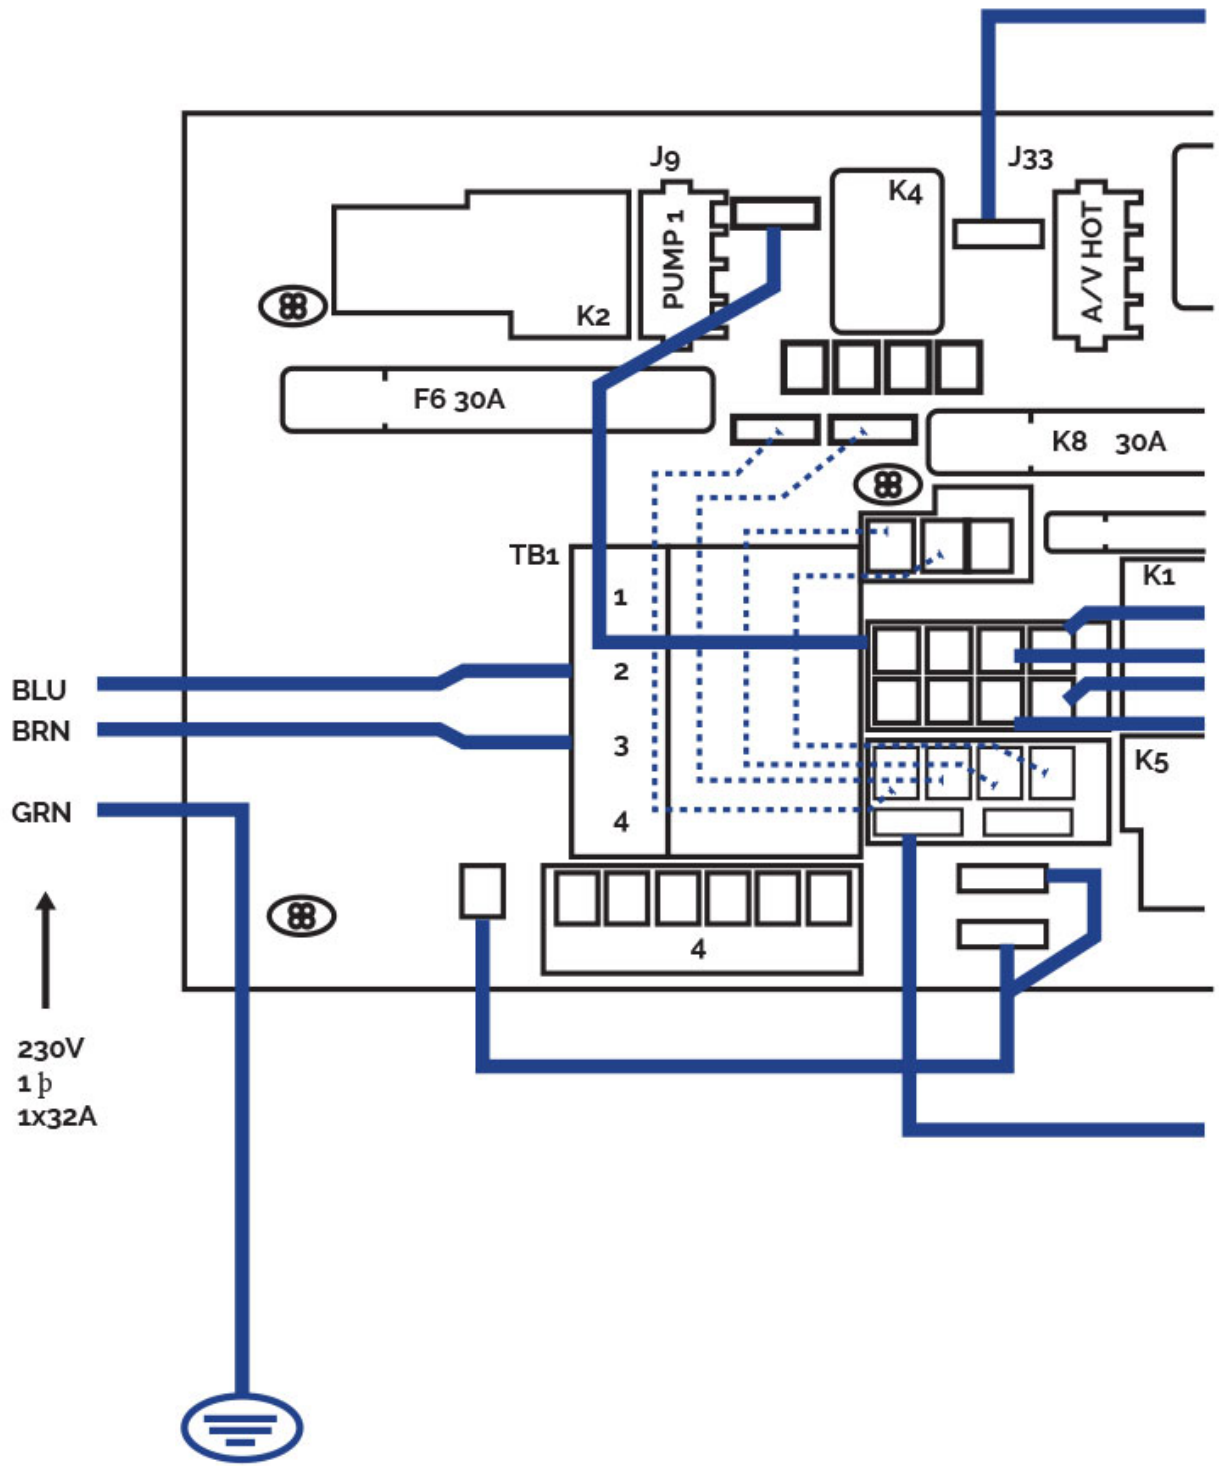 J9
J33
K4
PUMP 1
A/V HOT
K2
F6 30A
K8 30A
TB1
K1
1
2
BLU
BRN
3
K5
GRN
4
4
230V
1 þ
1x32A